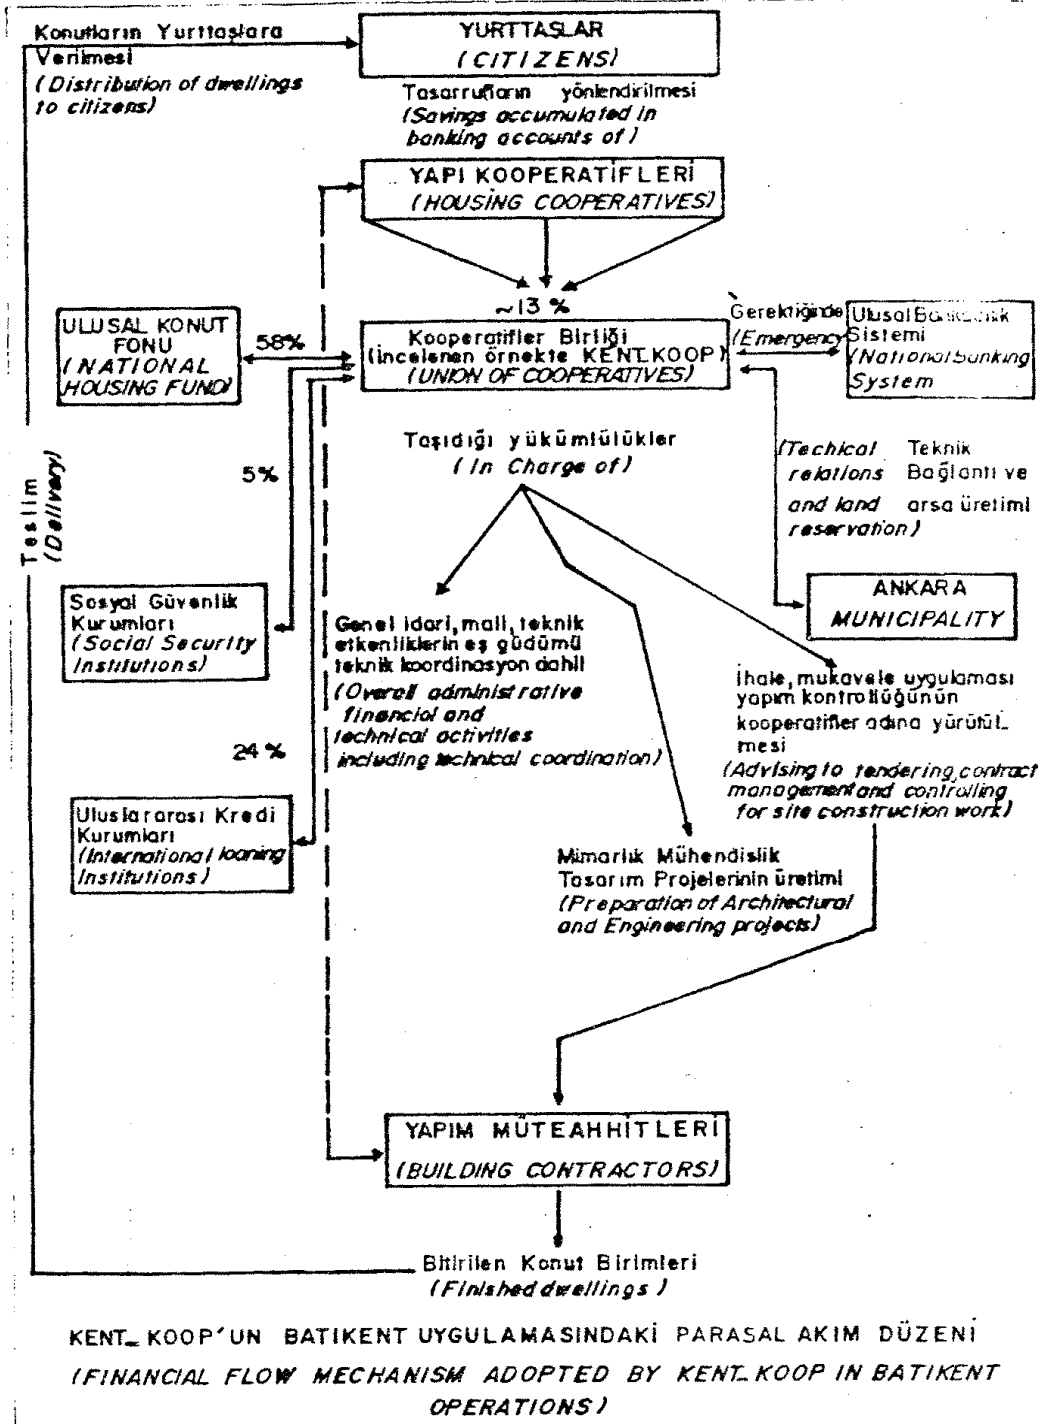 Konutların Yurttaşlara
Verilmesi
(Distribution of dwellings
to citizens)
YURTTAŞLAR
(CITIZENS)
Tasarrufların yönlendirilmesi
(Savings accumulated in
banking accounts of)
YAPI KOOPERATİFLERİ
(HOUSING COOPERATIVES)
~13 %
ULUSAL KONUT
FONU
(NATIONAL
HOUSING FUND)
58%
Kooperatifler Birliği
(İncelenen örnekte KENT_KOOP)
(UNION OF COOPERATIVES)
Gerektiğinde
(Emergency
Ulusal Bankacılık
Sistemi
(National banking
System
Taşıdığı yükümlülükler
(In Charge of)
5%
(Techical
relations
and land
reservation)
Teknik
Bağlantı ve
arsa üretimi
Teslim
(Delivery)
Sosyal Güvenlik
Kurumları
(Social Security
Institutions)
ANKARA
MUNICIPALITY
Genel idari, mali, teknik
etkenliklerin eş güdümü
teknik koordinasyon dahil
(Overall administrative
financial and
technical activities
including technical coordination)
İhale, mukavele uygulaması
yapım kontrollüğünün
kooperatifler adına yürütül_
mesi
(Advising to tendering, contract
management and controlling
for site construction work)
24 %
Uluslararası Kredi
Kurumları
(International loaning
Institutions)
Mimarlık Mühendislik
Tasarım Projelerinin üretimi
(Preparation of Architectural
and Engineering projects)
YAPIM MÜTEAHHİTLERİ
(BUILDING CONTRACTORS)
Bitirilen Konut Birimleri
(Finished dwellings)
KENT_ KOOP'UN BATIKENT UYGULAMASINDAKİ PARASAL AKIM DÜZENİ
(FINANCIAL FLOW MECHANISM ADOPTED BY KENT_ KOOP IN BATIKENT
OPERATIONS)